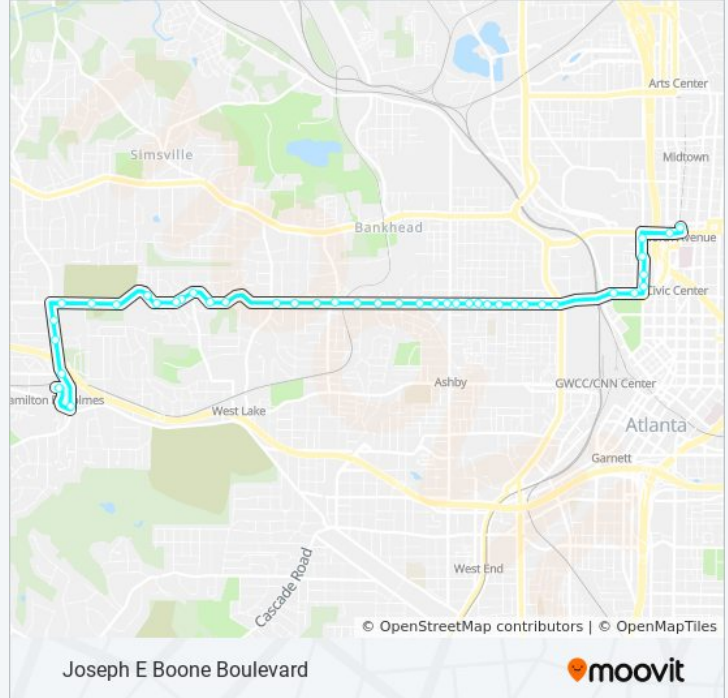 Arts Center
Simsville
Midtown
Bankhead
Avenue
Civic Center
Ashby
GWCC/CNN Center
West Lake
Atlanta
Garnett
West End
Cascade Road
© OpenStreetMap contributors | © OpenMapTiles
Joseph E Boone Boulevard
moovit